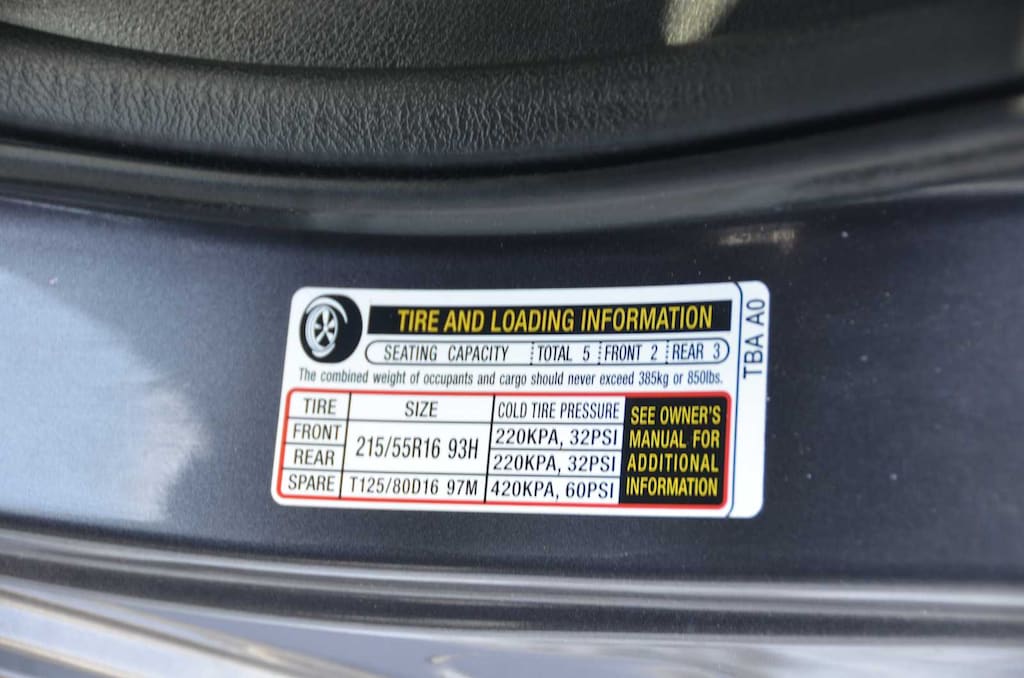 TIRE AND LOADING INFORMATION
SEATING CAPACITY TOTAL 5 FRONT 2 REAR 3
The combined weight of occupants and cargo should never exceed 385kg or 850lbs.
TIRE SIZE COLD TIRE PRESSURE
FRONT 215/55R16 93H 220KPA, 32PSI
REAR 220KPA, 32PSI
SPARE T125/80D16 97M 420KPA, 60PSI
SEE OWNER'S
MANUAL FOR
ADDITIONAL
INFORMATION
TBA A0